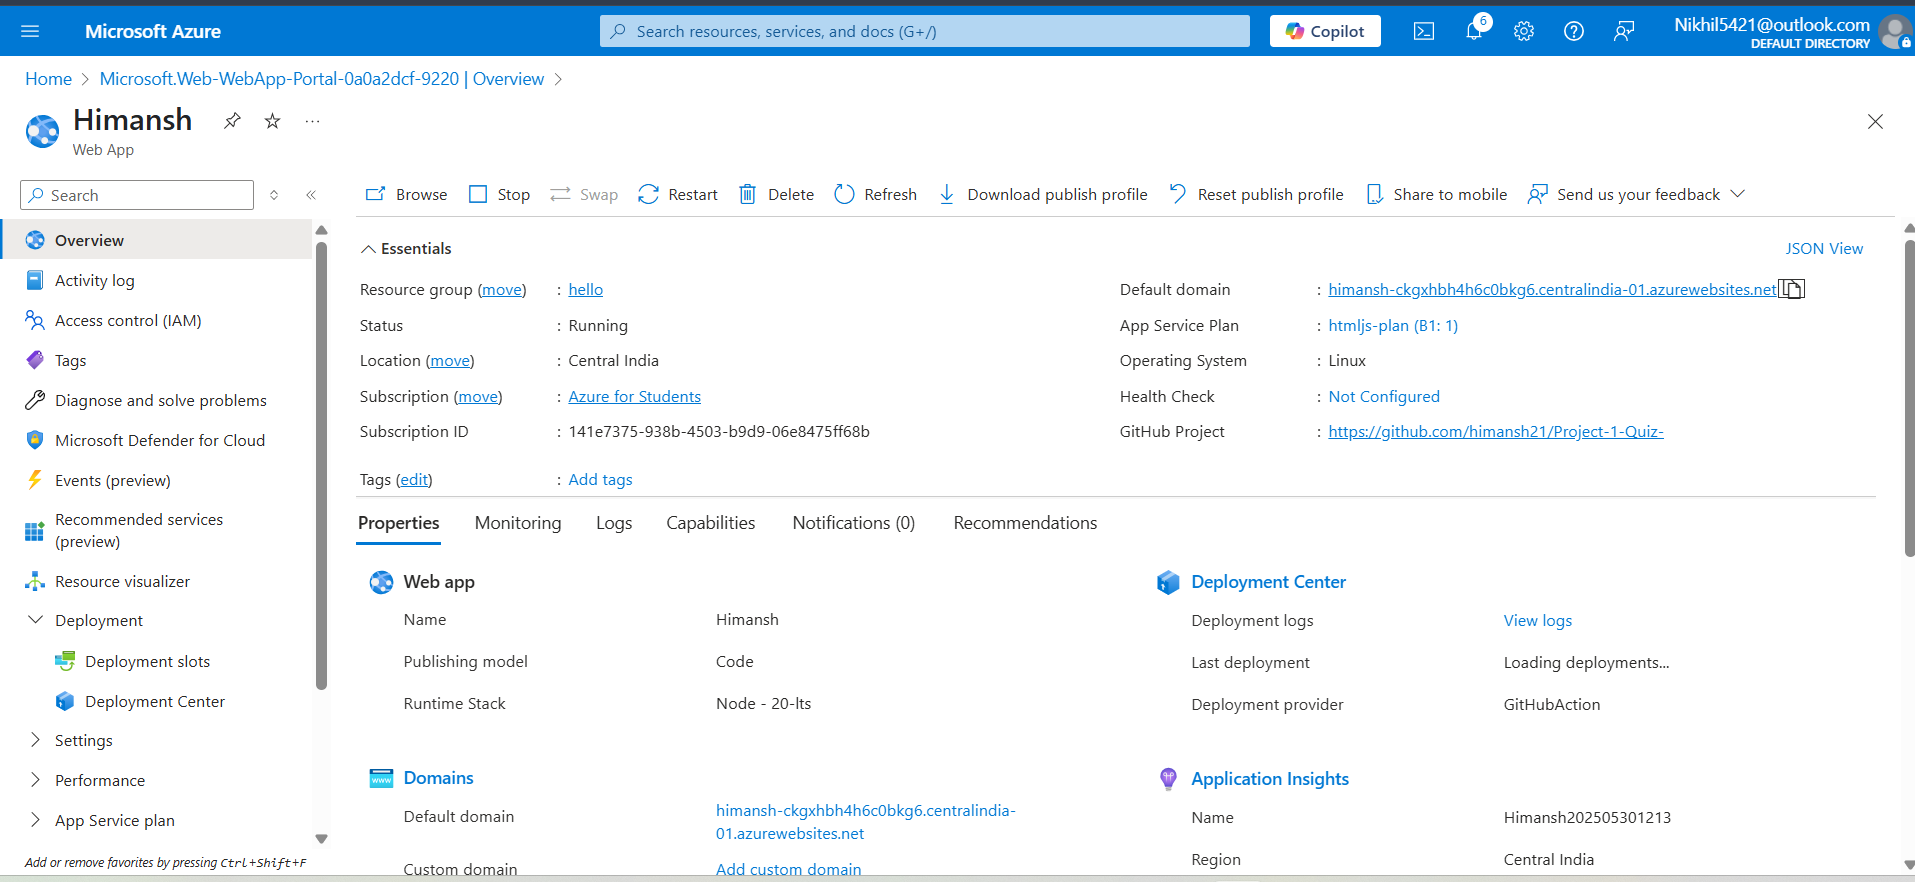 Microsoft Azure
Search resources, services, and docs (G+/)
Copilot
6
Nikhil5421@outlook.com
DEFAULT DIRECTORY
Home > Microsoft.Web-WebApp-Portal-0a0a2dcf-9220 | Overview >
Himansh
Web App
Search
Overview
Activity log
Access control (IAM)
Tags
Diagnose and solve problems
Microsoft Defender for Cloud
Events (preview)
Recommended services
(preview)
Resource visualizer
Deployment
Deployment slots
Deployment Center
Settings
Performance
App Service plan
Add or remove favorites by pressing Ctrl+Shift+F
Browse Stop Swap Restart Delete Refresh Download publish profile Reset publish profile Share to mobile Send us your feedback
Essentials
JSON View
Resource group (move) : hello
Status : Running
Location (move) : Central India
Subscription (move) : Azure for Students
Subscription ID : 141e7375-938b-4503-b9d9-06e8475ff68b
Tags (edit) : Add tags
Default domain : himansh-ckgxhbh4h6c0bkg6.centralindia-01.azurewebsites.net
App Service Plan : htmljs-plan (B1: 1)
Operating System : Linux
Health Check : Not Configured
GitHub Project : https://github.com/himansh21/Project-1-Quiz-
Properties Monitoring Logs Capabilities Notifications (0) Recommendations
Web app
Name Himansh
Publishing model Code
Runtime Stack Node - 20-lts
Domains
Default domain himansh-ckgxhbh4h6c0bkg6.centralindia-
01.azurewebsites.net
Custom domain Add custom domain
Deployment Center
Deployment logs View logs
Last deployment Loading deployments...
Deployment provider GitHubAction
Application Insights
Name Himansh202505301213
Region Central India